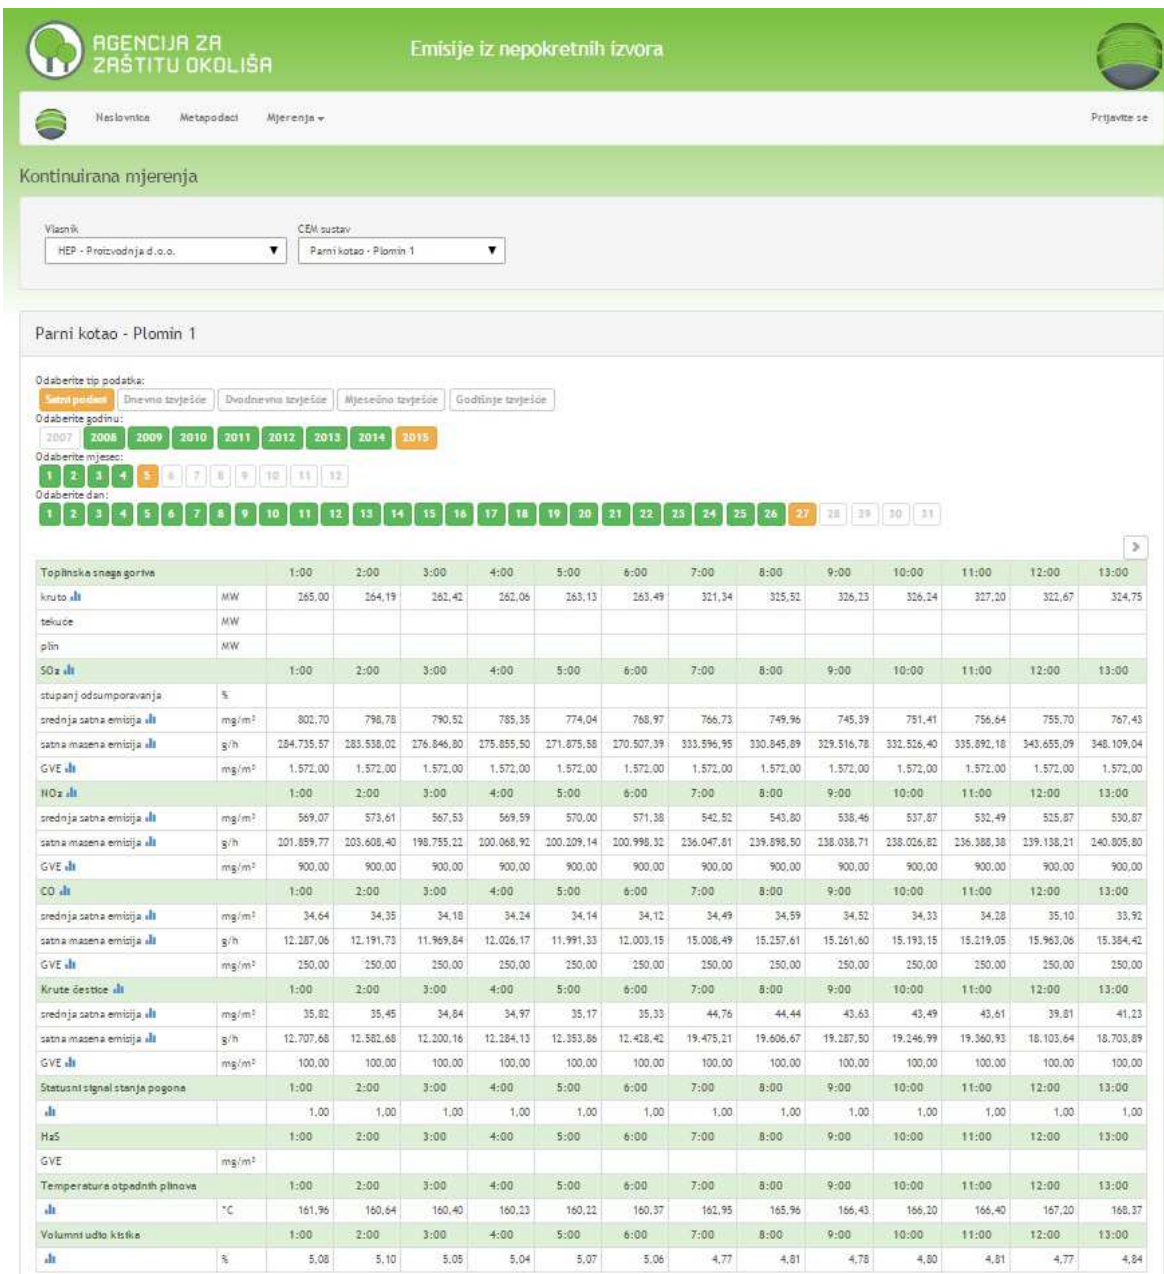 AGENCIJA ZA
ZAŠTITU OKOLIŠA
Emisije iz nepokretnih izvora
Naslovnica Metapodaci Mjerenja Prijavite se
Kontinuirana mjerenja
Vlasnik CEM sustav
HEP - Proizvodnja d.o.o. Parni kotao - Plomin 1
Parni kotao - Plomin 1
Odaberite tip podatka:
Satni podaci Dnevno izvješće Dvodnevno izvješće Mjesečno izvješće Godišnje izvješće
Odaberite godinu:
2007 2008 2009 2010 2011 2012 2013 2014 2015
Odaberite mjesec:
1 2 3 4 5 6 7 8 9 10 11 12
Odaberite dan:
1 2 3 4 5 6 7 8 9 10 11 12 13 14 15 16 17 18 19 20 21 22 23 24 25 26 27 28 29 30 31
Toplinska snaga goriva 1:00 2:00 3:00 4:00 5:00 6:00 7:00 8:00 9:00 10:00 11:00 12:00 13:00
kruto MW 265,00 264,19 262,42 262,06 263,13 263,49 321,34 325,52 326,23 326,24 327,20 322,67 324,75
tekuće MW
plin MW
SO₂ 1:00 2:00 3:00 4:00 5:00 6:00 7:00 8:00 9:00 10:00 11:00 12:00 13:00
stupanj odsumporavanja %
srednja satna emisija mg/m³ 802,70 798,78 790,52 785,35 774,04 768,97 766,73 749,96 745,39 751,41 756,64 755,70 767,43
satna masena emisija g/h 284.735,57 283.538,02 276.846,80 275.855,50 271.875,58 270.507,39 333.596,95 330.845,89 329.516,78 332.526,40 335.892,18 343.655,09 348.109,04
GVE mg/m³ 1.572,00 1.572,00 1.572,00 1.572,00 1.572,00 1.572,00 1.572,00 1.572,00 1.572,00 1.572,00 1.572,00 1.572,00 1.572,00
NO₂ 1:00 2:00 3:00 4:00 5:00 6:00 7:00 8:00 9:00 10:00 11:00 12:00 13:00
srednja satna emisija mg/m³ 569,07 573,61 567,53 569,59 570,00 571,38 542,52 543,80 538,46 537,87 532,49 525,87 530,87
satna masena emisija g/h 201.859,77 203.608,40 198.755,22 200.068,92 200.209,14 200.998,32 236.047,81 239.898,50 238.038,71 238.026,82 236.388,38 239.138,21 240.805,80
GVE mg/m³ 900,00 900,00 900,00 900,00 900,00 900,00 900,00 900,00 900,00 900,00 900,00 900,00 900,00
CO 1:00 2:00 3:00 4:00 5:00 6:00 7:00 8:00 9:00 10:00 11:00 12:00 13:00
srednja satna emisija mg/m³ 34,64 34,35 34,18 34,24 34,14 34,12 34,49 34,59 34,52 34,33 34,28 35,10 33,92
satna masena emisija g/h 12.287,06 12.191,73 11.969,84 12.026,17 11.991,33 12.003,15 15.008,49 15.257,61 15.261,60 15.193,15 15.219,05 15.963,06 15.384,42
GVE mg/m³ 250,00 250,00 250,00 250,00 250,00 250,00 250,00 250,00 250,00 250,00 250,00 250,00 250,00
Krute čestice 1:00 2:00 3:00 4:00 5:00 6:00 7:00 8:00 9:00 10:00 11:00 12:00 13:00
srednja satna emisija mg/m³ 35,82 35,45 34,84 34,97 35,17 35,33 44,76 44,44 43,63 43,49 43,61 39,81 41,23
satna masena emisija g/h 12.707,68 12.582,68 12.200,16 12.284,13 12.353,86 12.428,42 19.475,21 19.606,67 19.287,50 19.246,99 19.360,93 18.103,64 18.703,89
GVE mg/m³ 100,00 100,00 100,00 100,00 100,00 100,00 100,00 100,00 100,00 100,00 100,00 100,00 100,00
Statusni signal stanja pogona 1:00 2:00 3:00 4:00 5:00 6:00 7:00 8:00 9:00 10:00 11:00 12:00 13:00
1,00 1,00 1,00 1,00 1,00 1,00 1,00 1,00 1,00 1,00 1,00 1,00 1,00
H₂S 1:00 2:00 3:00 4:00 5:00 6:00 7:00 8:00 9:00 10:00 11:00 12:00 13:00
GVE mg/m³
Temperatura otpadnih plinova 1:00 2:00 3:00 4:00 5:00 6:00 7:00 8:00 9:00 10:00 11:00 12:00 13:00
°C 161,96 160,64 160,40 160,23 160,22 160,37 162,95 165,96 166,43 166,20 166,40 167,20 168,37
Volumni udio kisika 1:00 2:00 3:00 4:00 5:00 6:00 7:00 8:00 9:00 10:00 11:00 12:00 13:00
% 5,08 5,10 5,05 5,04 5,07 5,06 4,77 4,81 4,78 4,80 4,81 4,77 4,84